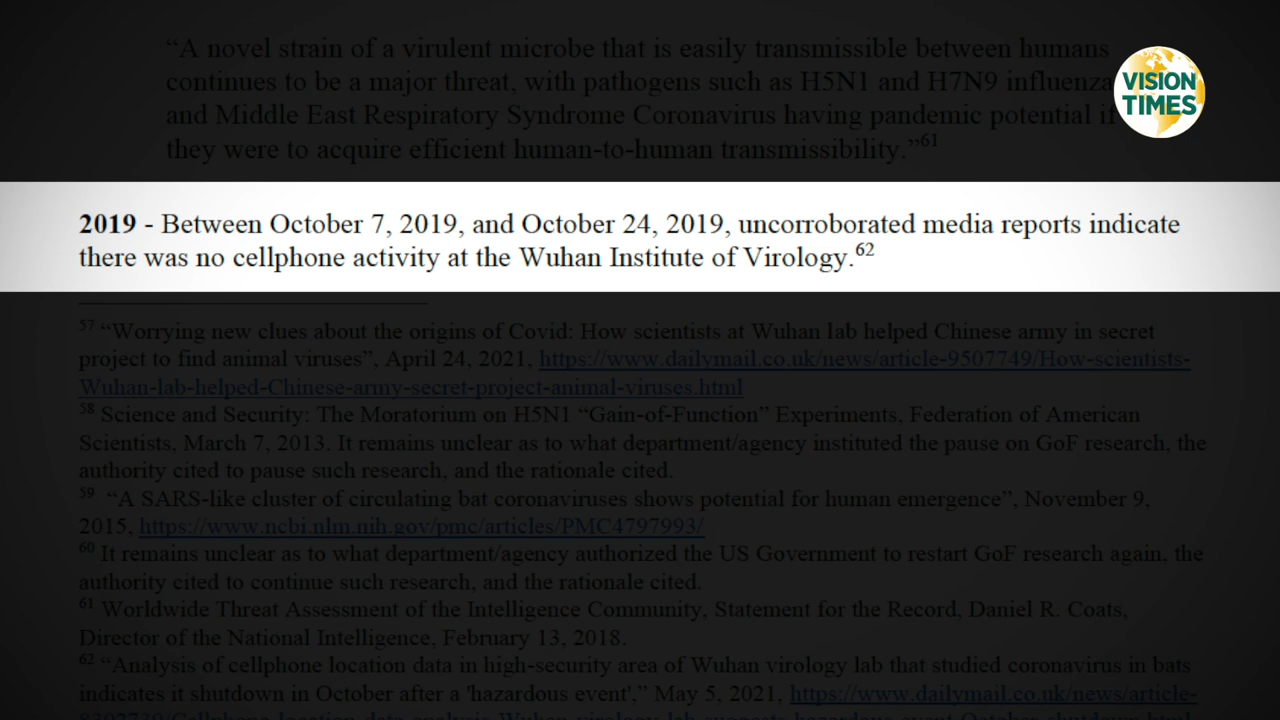 “A novel strain of a virulent microbe that is easily transmissible between humans
continues to be a major threat, with pathogens such as H5N1 and H7N9 influenza
and Middle East Respiratory Syndrome Coronavirus having pandemic potential if
they were to acquire efficient human-to-human transmissibility.”61
VISION
TIMES
2019 - Between October 7, 2019, and October 24, 2019, uncorroborated media reports indicate
there was no cellphone activity at the Wuhan Institute of Virology.62
57 “Worrying new clues about the origins of Covid: How scientists at Wuhan lab helped Chinese army in secret
project to find animal viruses”, April 24, 2021, https://www.dailymail.co.uk/news/article-9507749/How-scientists-
Wuhan-lab-helped-Chinese-army-secret-project-animal-viruses.html
58 Science and Security: The Moratorium on H5N1 “Gain-of-Function” Experiments, Federation of American
Scientists, March 7, 2013. It remains unclear as to what department/agency instituted the pause on GoF research, the
authority cited to pause such research, and the rationale cited.
59 “A SARS-like cluster of circulating bat coronaviruses shows potential for human emergence”, November 9,
2015, https://www.ncbi.nlm.nih.gov/pmc/articles/PMC4797993/
60 It remains unclear as to what department/agency authorized the US Government to restart GoF research again, the
authority cited to continue such research, and the rationale cited.
61 Worldwide Threat Assessment of the Intelligence Community, Statement for the Record, Daniel R. Coats,
Director of the National Intelligence, February 13, 2018.
62 “Analysis of cellphone location data in high-security area of Wuhan virology lab that studied coronavirus in bats
indicates it shutdown in October after a 'hazardous event',” May 5, 2021, https://www.dailymail.co.uk/news/article-